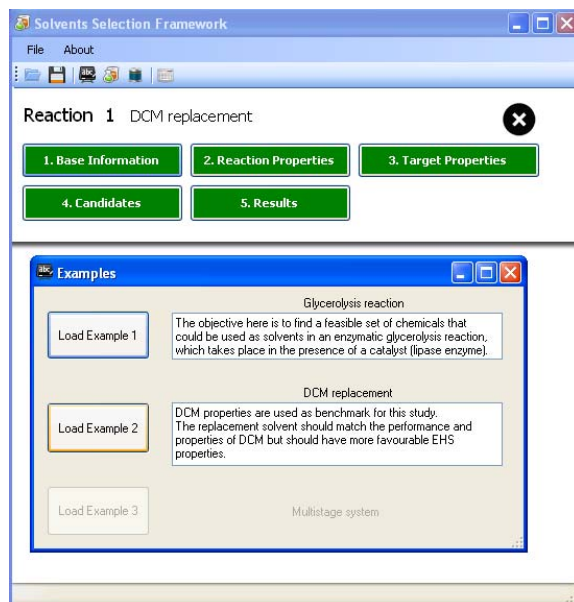 Solvents Selection Framework
File About
abc
Reaction 1 DCM replacement
1. Base Information 2. Reaction Properties 3. Target Properties
4. Candidates 5. Results
abc Examples
Glycerolysis reaction
Load Example 1
The objective here is to find a feasible set of chemicals that
could be used as solvents in an enzymatic glycerolysis reaction,
which takes place in the presence of a catalyst (lipase enzyme).
DCM replacement
Load Example 2
DCM properties are used as benchmark for this study.
The replacement solvent should match the performance and
properties of DCM but should have more favourable EHS
properties.
Load Example 3 Multistage system